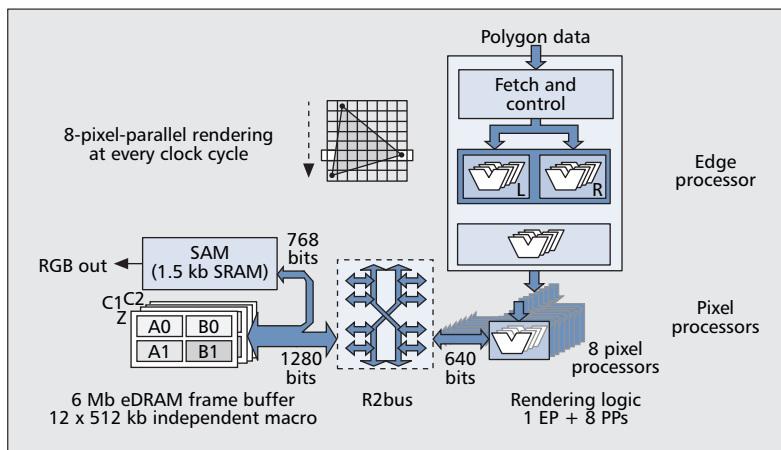 Polygon data
Fetch and
control
L
R
Edge
processor
8-pixel-parallel rendering
at every clock cycle
768
bits
SAM
(1.5 kb SRAM)
RGB out
C1
C2
Z
A0
B0
A1
B1
1280
bits
640
bits
Pixel
processors
8 pixel
processors
6 Mb eDRAM frame buffer
12 x 512 kb independent macro
R2bus
Rendering logic
1 EP + 8 PPs